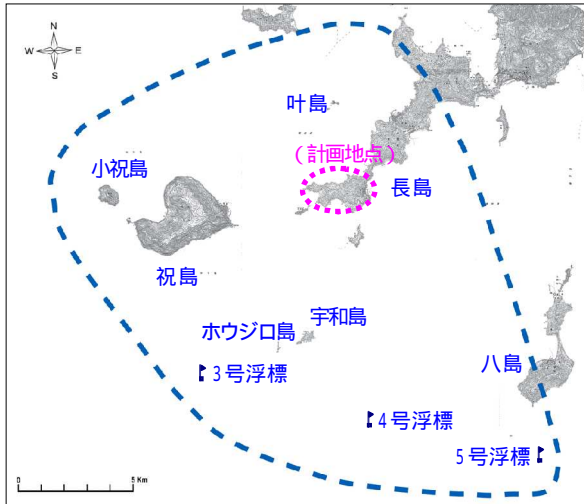 N
W E
S
叶島
(計画地点)
小祝島
長島
祝島
宇和島
ホウジロ島
八島
3号浮標
4号浮標
5号浮標
0 5 Km